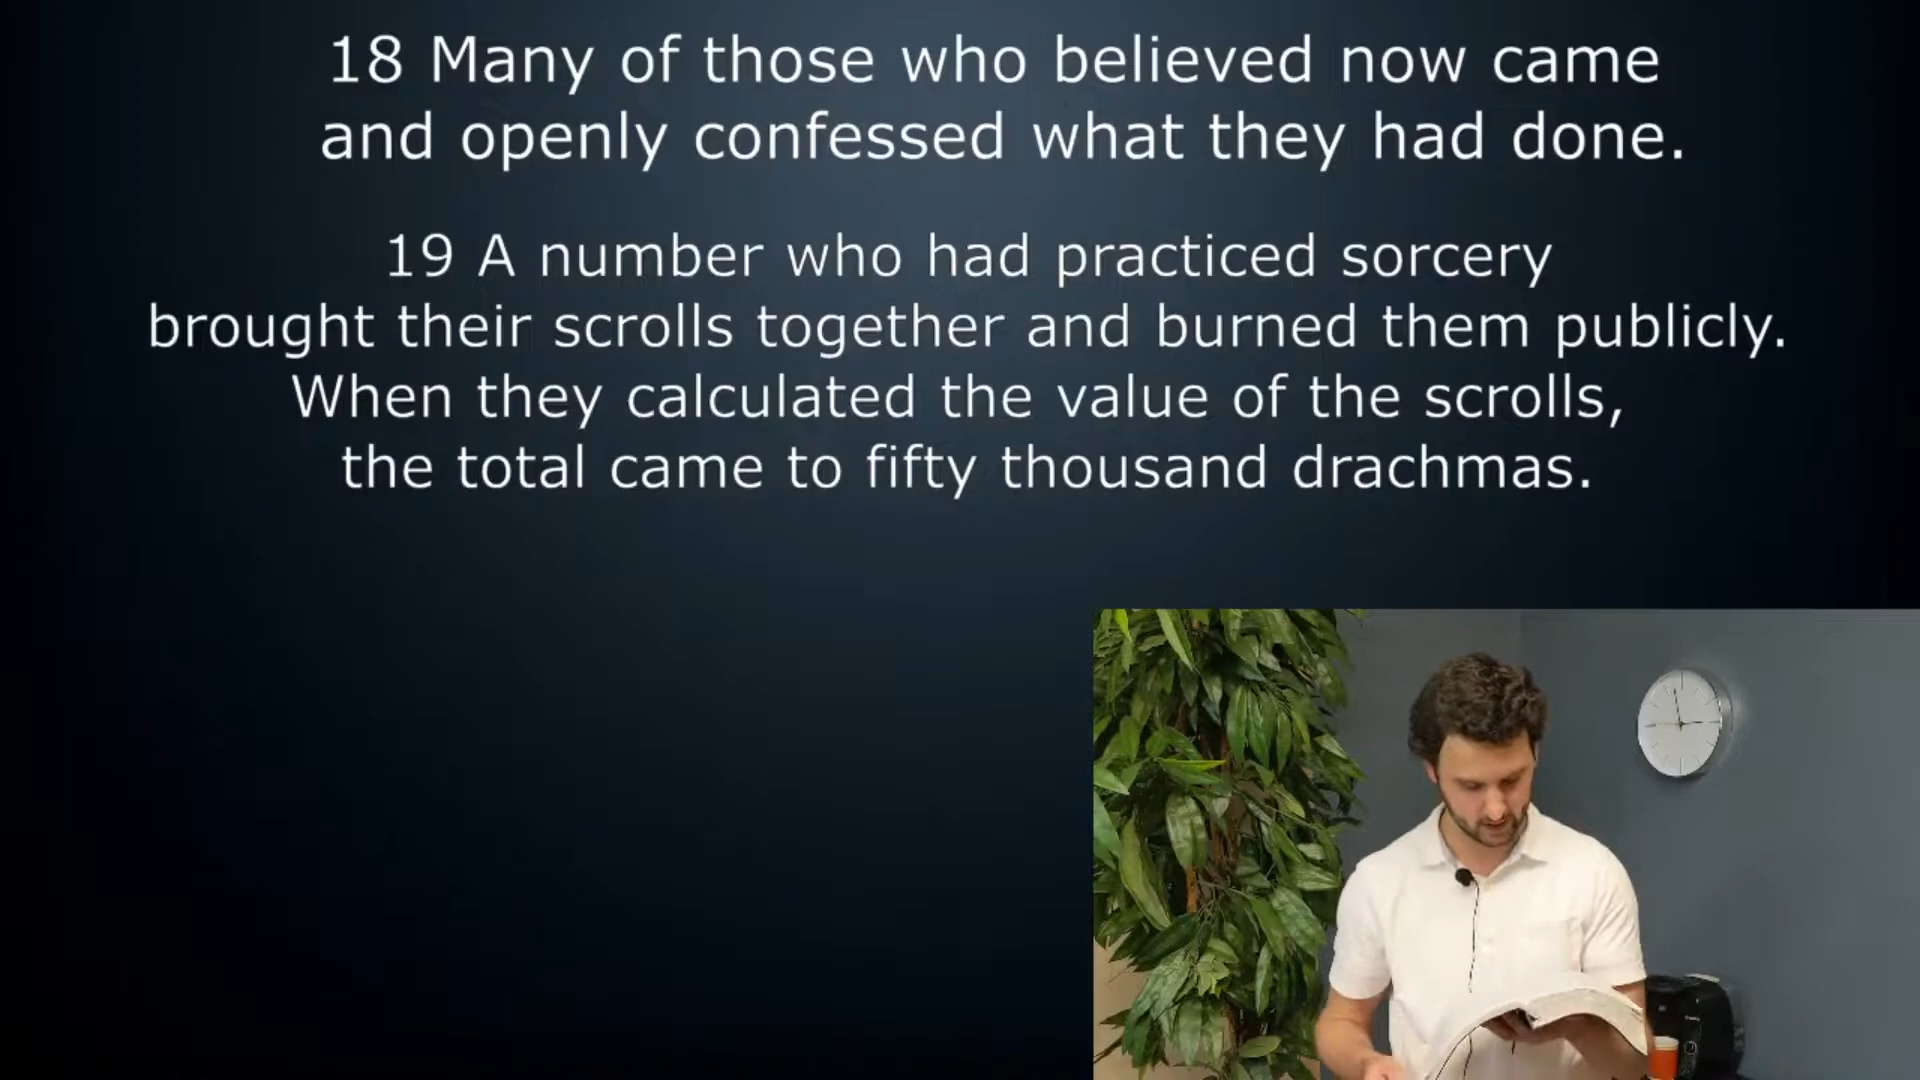 18 Many of those who believed now came
and openly confessed what they had done.
19 A number who had practiced sorcery
brought their scrolls together and burned them publicly.
When they calculated the value of the scrolls,
the total came to fifty thousand drachmas.